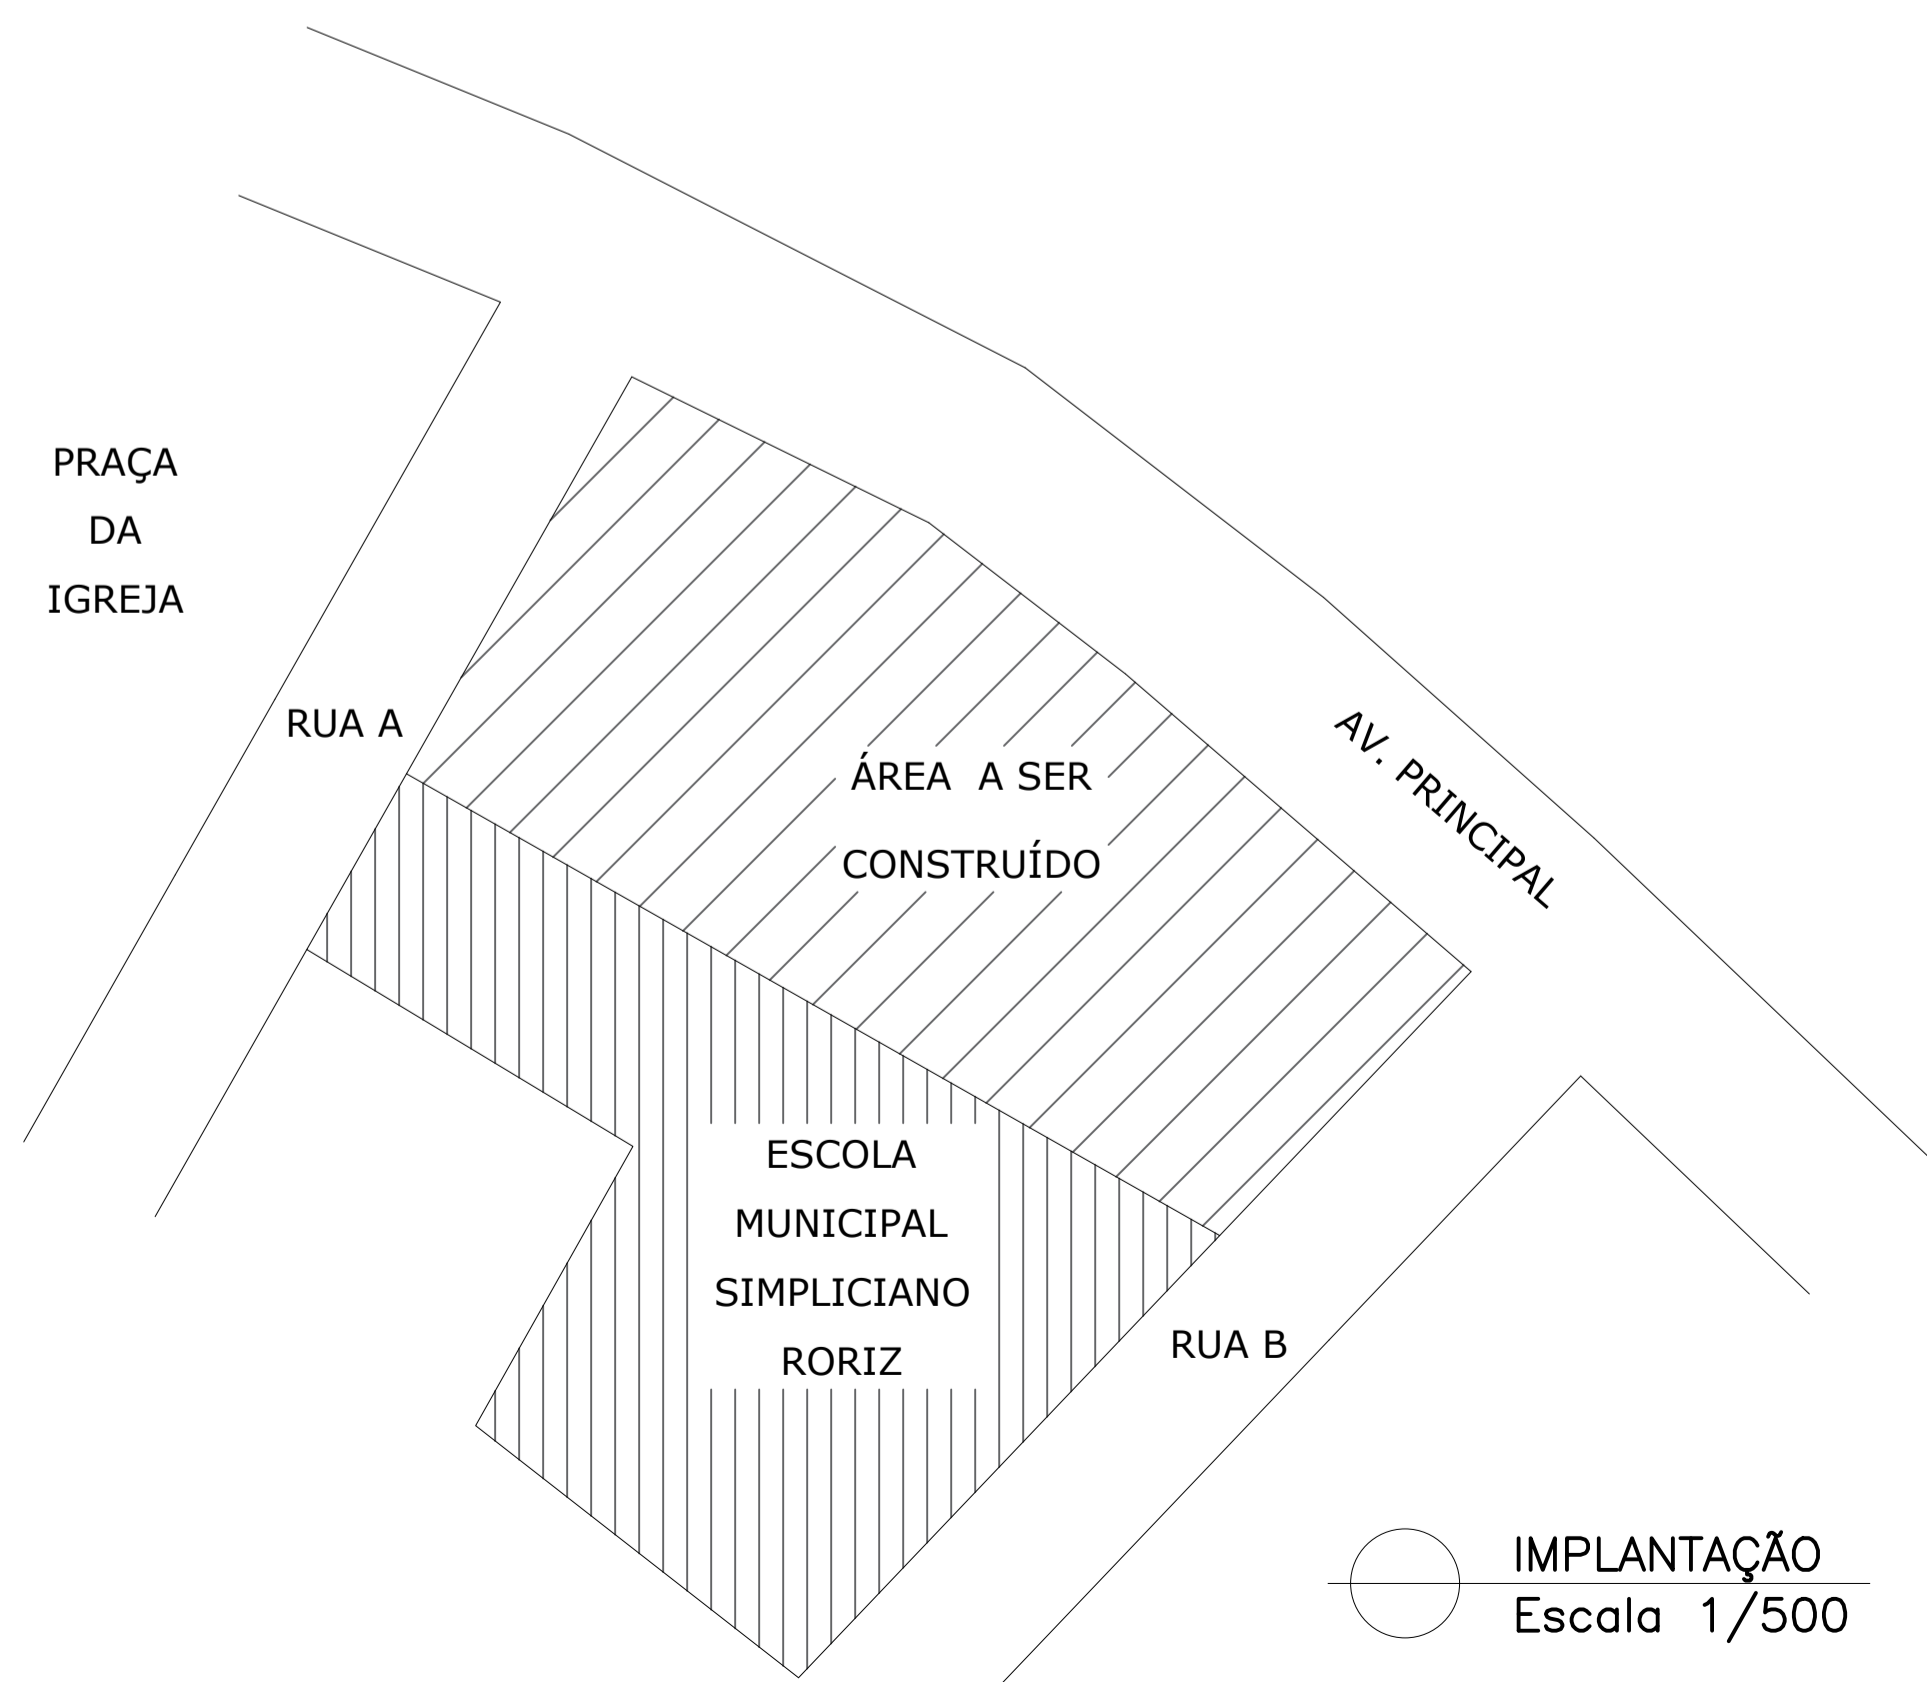 PRAÇA
DA
IGREJA
RUA A
ÁREA A SER
CONSTRUÍDO
AV. PRINCIPAL
ESCOLA
MUNICIPAL
SIMPLICIANO
RORIZ
RUA B
IMPLANTAÇÃO
Escala 1/500